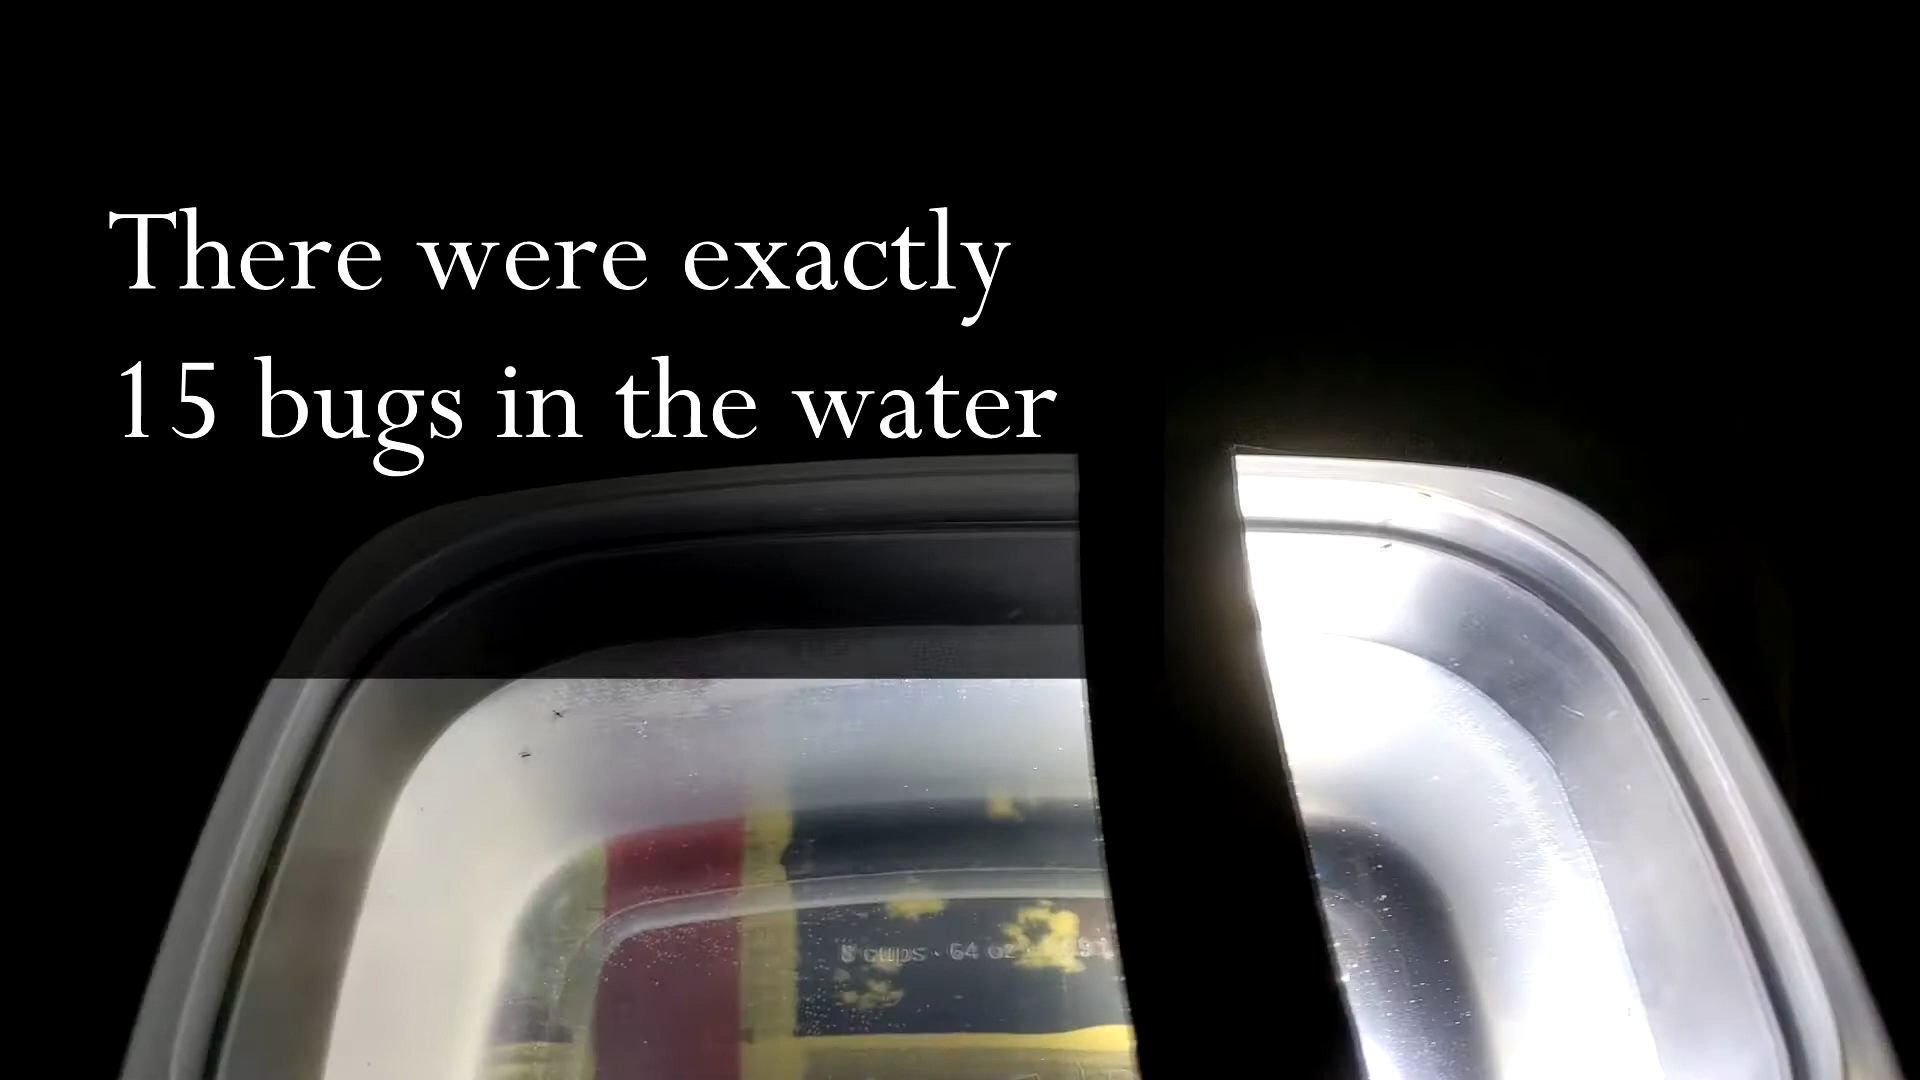 There were exactly
15 bugs in the water
8 cups · 64 oz